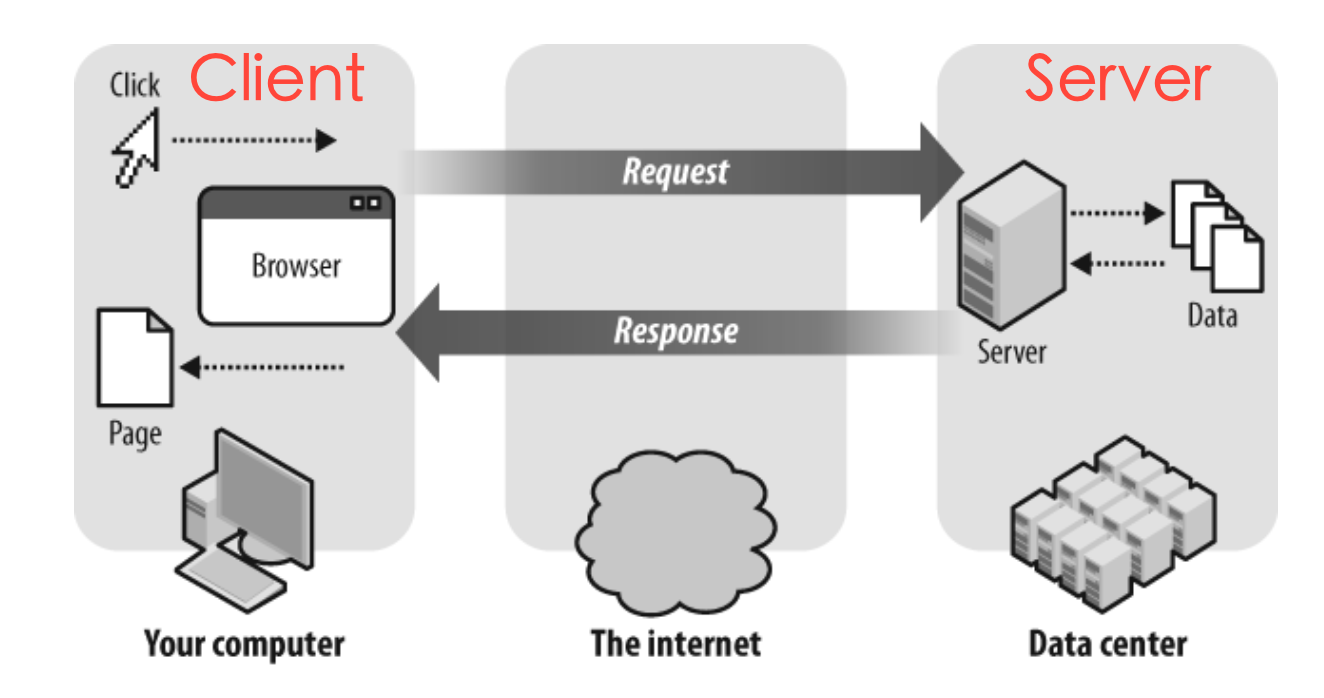 Client
Server
Click
Request
Browser
Response
Server
Data
Page
Your computer
The internet
Data center